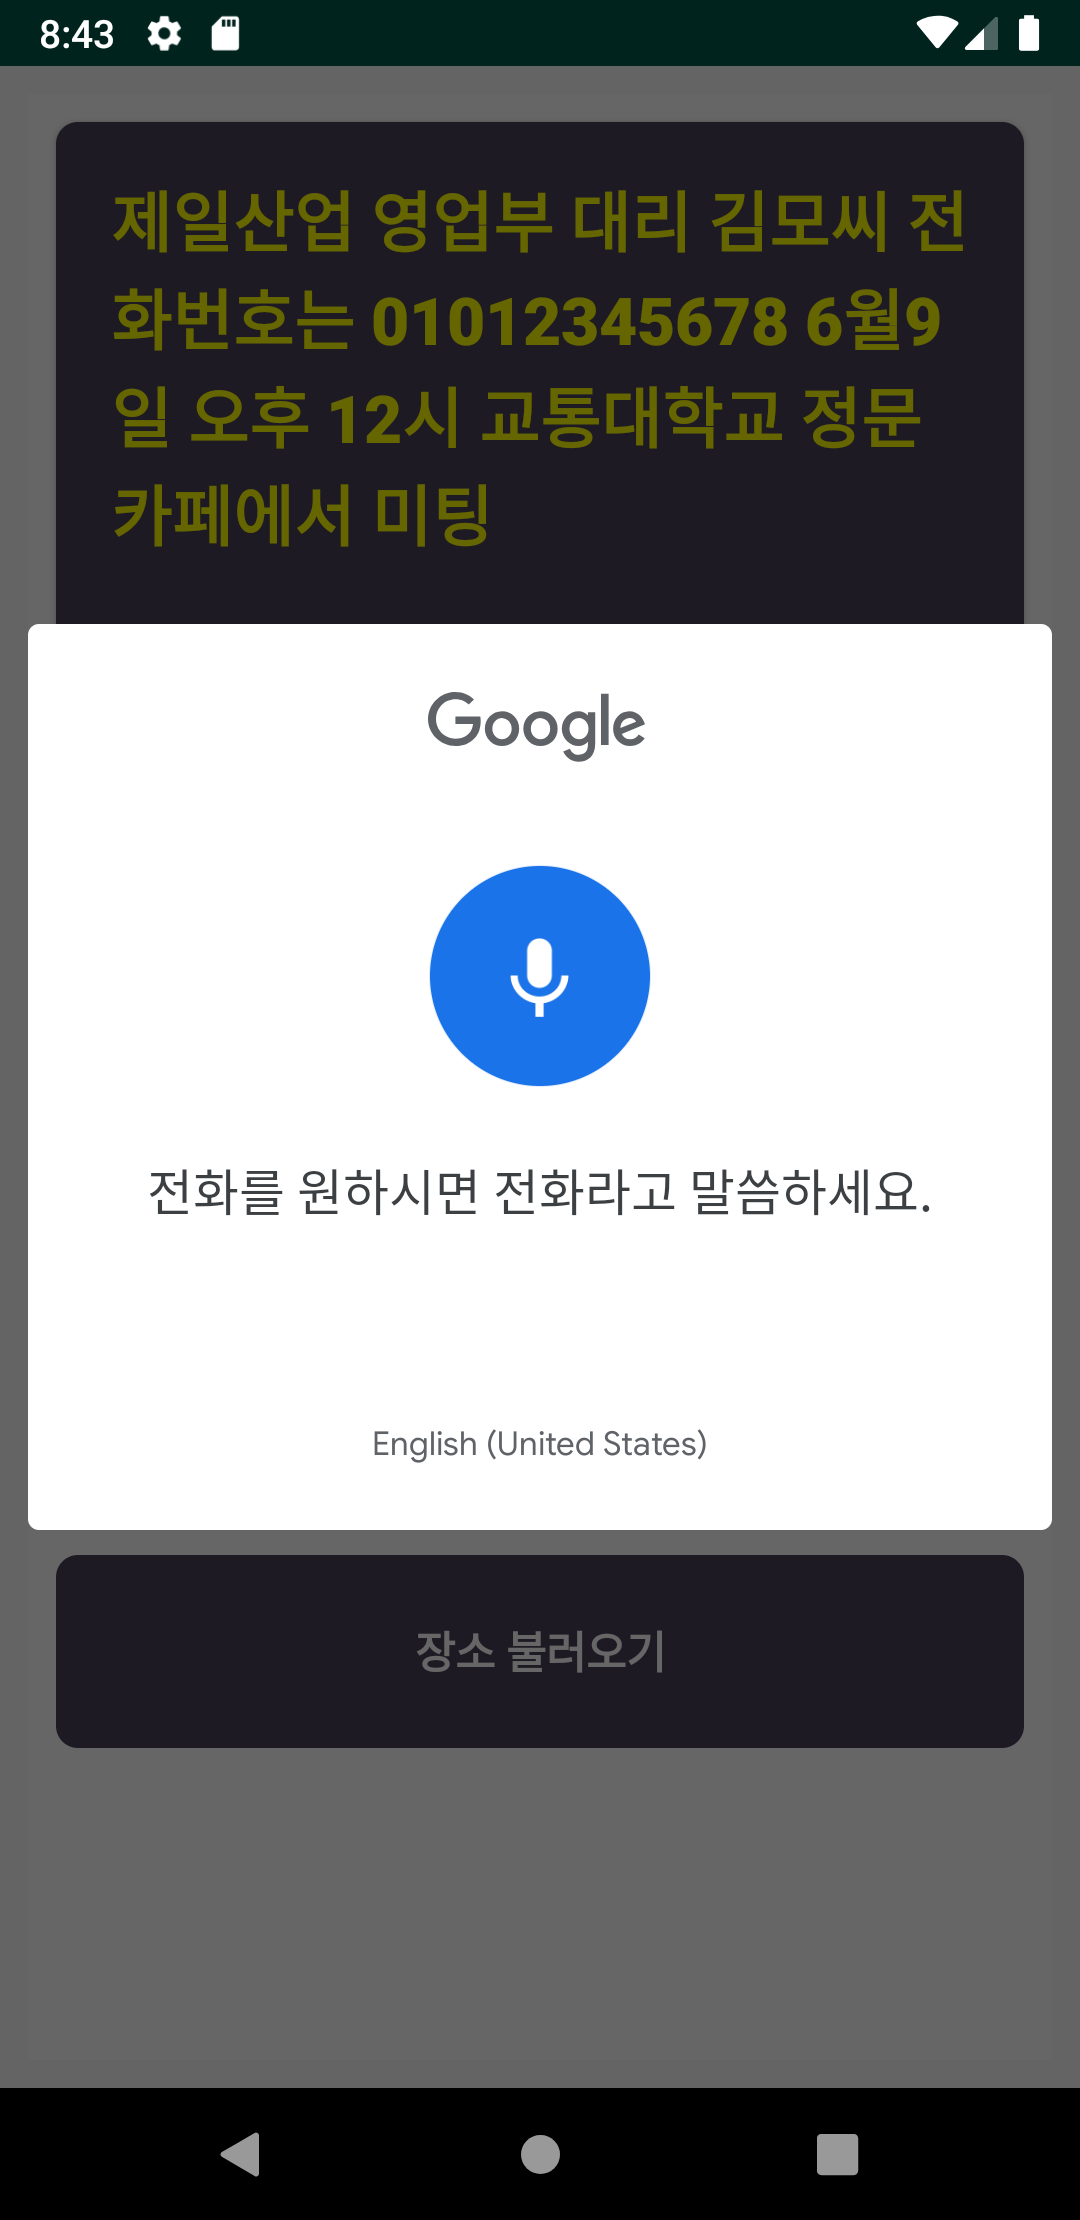 8:43
제일산업 영업부 대리 김모씨 전
화번호는 01012345678 6월9
일 오후 12시 교통대학교 정문
카페에서 미팅
Google
전화를 원하시면 전화라고 말씀하세요.
English (United States)
장소 불러오기